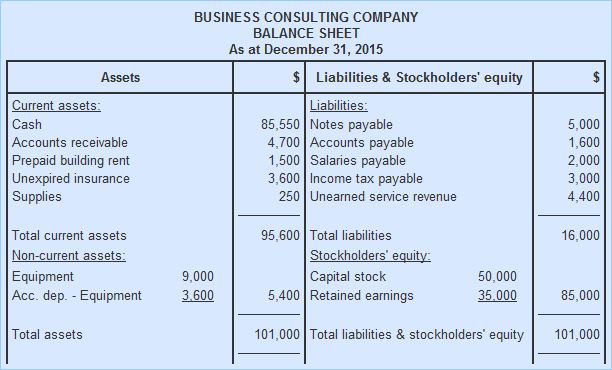 BUSINESS CONSULTING COMPANY
BALANCE SHEET
As at December 31, 2015
Assets $ Liabilities & Stockholders' equity $
Current assets: Liabilities:
Cash 85,550 Notes payable 5,000
Accounts receivable 4,700 Accounts payable 1,600
Prepaid building rent 1,500 Salaries payable 2,000
Unexpired insurance 3,600 Income tax payable 3,000
Supplies 250 Unearned service revenue 4,400
Total current assets 95,600 Total liabilities 16,000
Non-current assets: Stockholders' equity:
Equipment 9,000 Capital stock 50,000
Acc. dep. - Equipment 3,600 5,400 Retained earnings 35,000 85,000
Total assets 101,000 Total liabilities & stockholders' equity 101,000